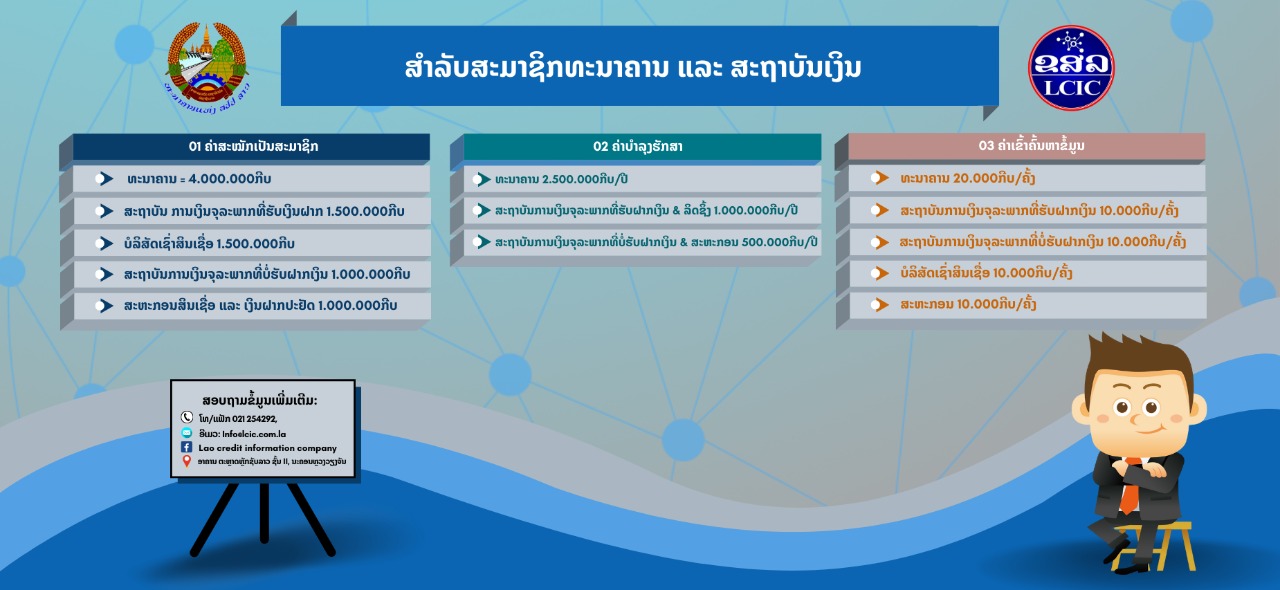 ສຳລັບສະມາຊິກທະນາຄານ ແລະ ສະຖາບັນເງິນ
ຂສລ
LCIC
01 ຄ່າສະໝັກເປັນສະມາຊິກ
ທະນາຄານ = 4.000.000ກີບ
ສະຖາບັນ ການເງິນຈຸລະພາກທີ່ຮັບເງິນຝາກ 1.500.000ກີບ
ບໍລິສັດເຊົ່າສິນເຊື່ອ 1.500.000ກີບ
ສະຖາບັນການເງິນຈຸລະພາກທີ່ບໍ່ຮັບຝາກເງິນ 1.000.000ກີບ
ສະຫະກອນສິນເຊື່ອ ແລະ ເງິນຝາກປະຢັດ 1.000.000ກີບ
02 ຄ່າບຳລຸງຮັກສາ
ທະນາຄານ 2.500.000ກີບ/ປີ
ສະຖາບັນການເງິນຈຸລະພາກທີ່ຮັບຝາກເງິນ & ລິດຊິ້ງ 1.000.000ກີບ/ປີ
ສະຖາບັນການເງິນຈຸລະພາກທີ່ບໍ່ຮັບຝາກເງິນ & ສະຫະກອນ 500.000ກີບ/ປີ
03 ຄ່າເຂົ້າຄົ້ນຫາຂໍ້ມູນ
ທະນາຄານ 20.000ກີບ/ຄັ້ງ
ສະຖາບັນການເງິນຈຸລະພາກທີ່ຮັບຝາກເງິນ 10.000ກີບ/ຄັ້ງ
ສະຖາບັນການເງິນຈຸລະພາກທີ່ບໍ່ຮັບຝາກເງິນ 10.000ກີບ/ຄັ້ງ
ບໍລິສັດເຊົ່າສິນເຊື່ອ 10.000ກີບ/ຄັ້ງ
ສະຫະກອນ 10.000ກີບ/ຄັ້ງ
ສອບຖາມຂໍ້ມູນເພີ່ມເຕີມ:
ໂທ/ແຟັກ 021 254292,
ອີເມວ: Info@lcic.com.la
Lao credit information company
ອາຄານ ຕະຫຼາດຫຼັກຊັບລາວ ຊັ້ນ 11, ນະຄອນຫຼວງວຽງຈັນ